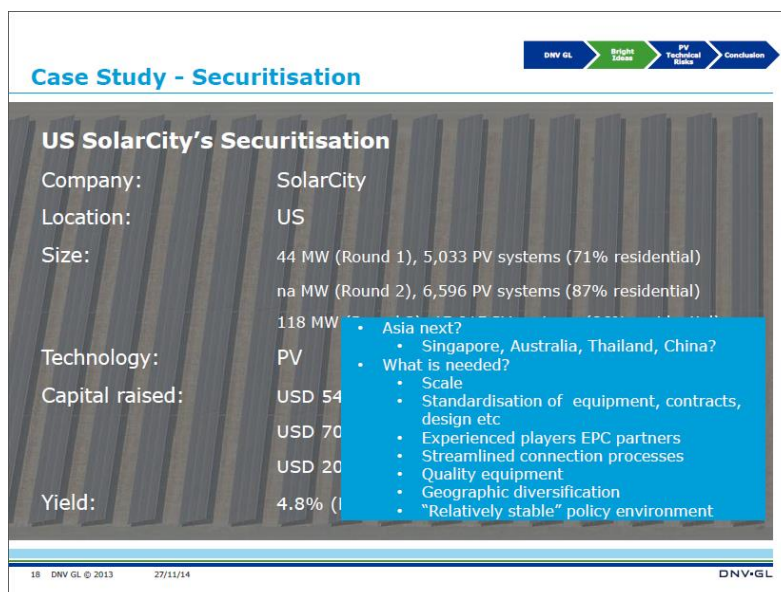 DNV GL
Bright Ideas
PV Technical Risks
Conclusion
Case Study - Securitisation
US SolarCity's Securitisation
Company: SolarCity
Location: US
Size: 44 MW (Round 1), 5,033 PV systems (71% residential)
na MW (Round 2), 6,596 PV systems (87% residential)
118 MW
Technology: PV
Capital raised: USD 54
USD 70
USD 20
Yield: 4.8%
• Asia next?
• Singapore, Australia, Thailand, China?
• What is needed?
• Scale
• Standardisation of equipment, contracts,
design etc
• Experienced players EPC partners
• Streamlined connection processes
• Quality equipment
• Geographic diversification
• “Relatively stable” policy environment
18 DNV GL © 2013 27/11/14
DNV·GL